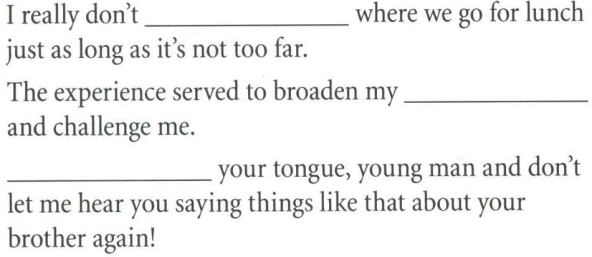 I really don't ________________ where we go for lunch
just as long as it's not too far.
The experience served to broaden my ______________
and challenge me.
________________ your tongue, young man and don't
let me hear you saying things like that about your
brother again!